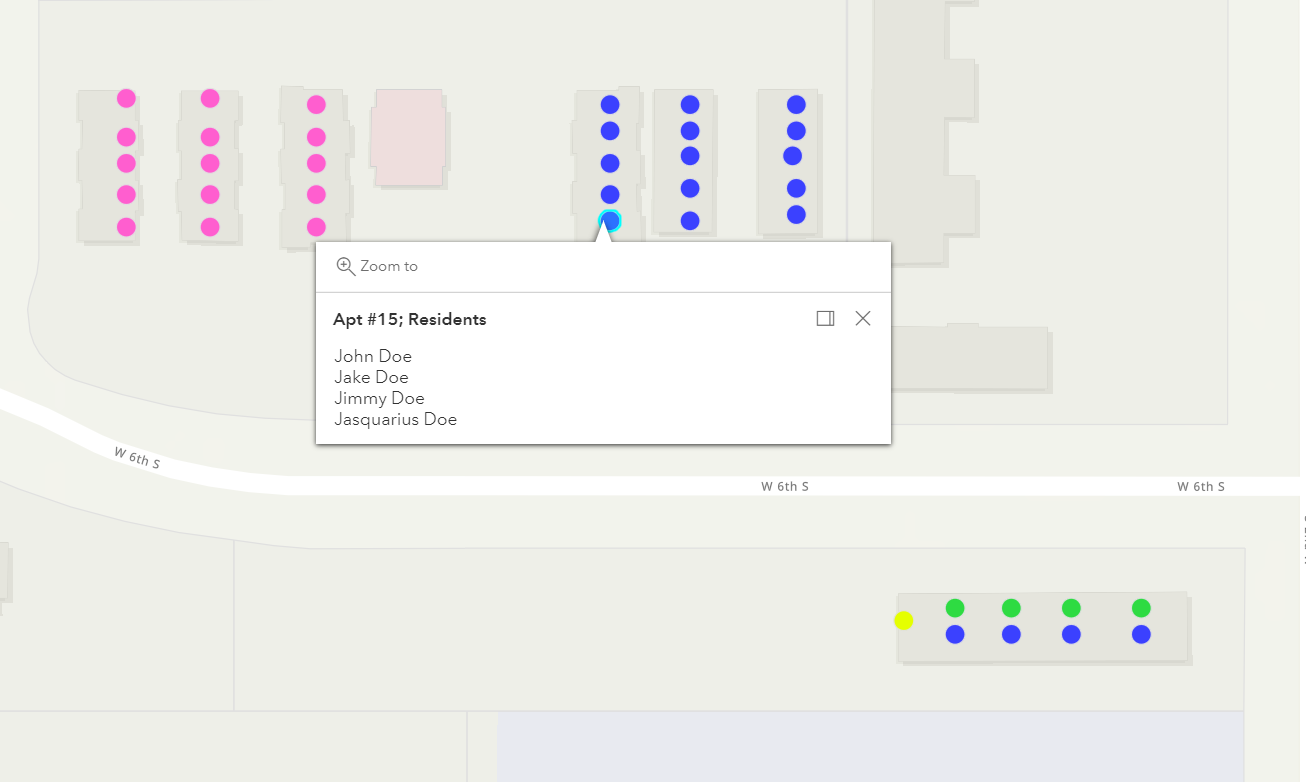 Zoom to
Apt #15; Residents
John Doe
Jake Doe
Jimmy Doe
Jasquarius Doe
W 6th S
W 6th S
W 6th S